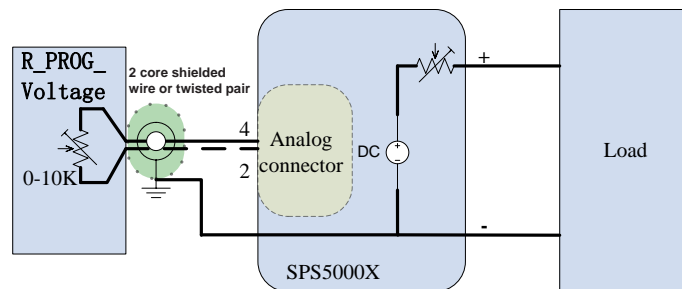 R_PROG_
Voltage
2 core shielded
wire or twisted pair
0-10K
4
2
Analog
connector
DC
+
-
SPS5000X
Load